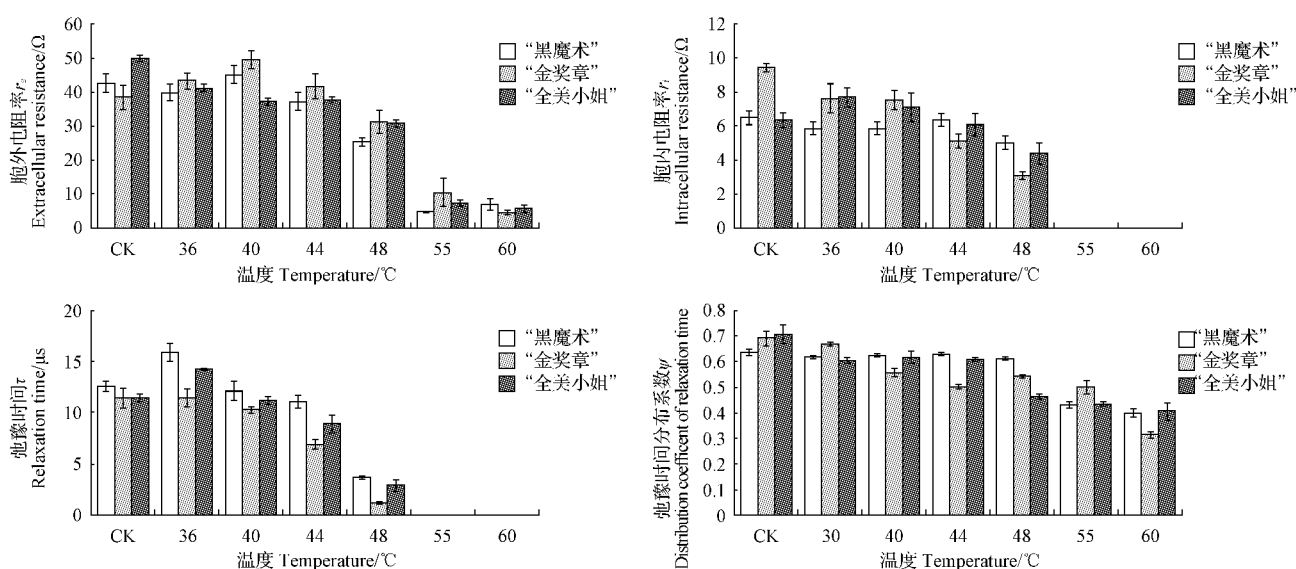 胞外电阻率rₑ
Extracellular resistance/Ω
60
50
40
30
20
10
0
CK 36 40 44 48 55 60
温度 Temperature/℃
“黑魔术”
“金奖章”
“全美小姐”
胞内电阻率rᵢ
Intracellular resistance/Ω
12
10
8
6
4
2
0
CK 36 40 44 48 55 60
温度 Temperature/℃
“黑魔术”
“金奖章”
“全美小姐”
弛豫时间τ
Relaxation time/μs
20
15
10
5
0
CK 36 40 44 48 55 60
温度 Temperature/℃
“黑魔术”
“金奖章”
“全美小姐”
弛豫时间分布系数ψ
Distribution coefficent of relaxation time
0.8
0.7
0.6
0.5
0.4
0.3
0.2
0.1
0
CK 30 40 44 48 55 60
温度 Temperature/℃
“黑魔术”
“金奖章”
“全美小姐”